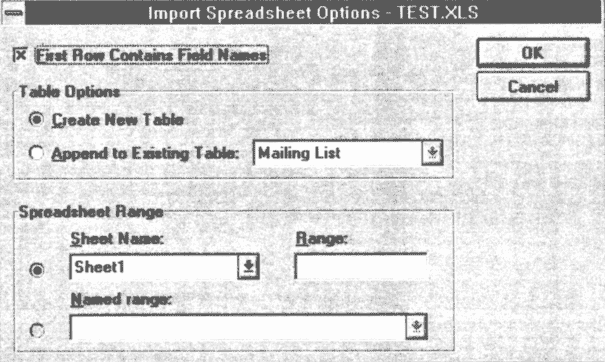 Import Spreadsheet Options - TEST.XLS
First Row Contains Field Names
OK
Cancel
Table Options
Create New Table
Append to Existing Table: Mailing List
Spreadsheet Range
Sheet Name: Range:
Sheet1
Named range: